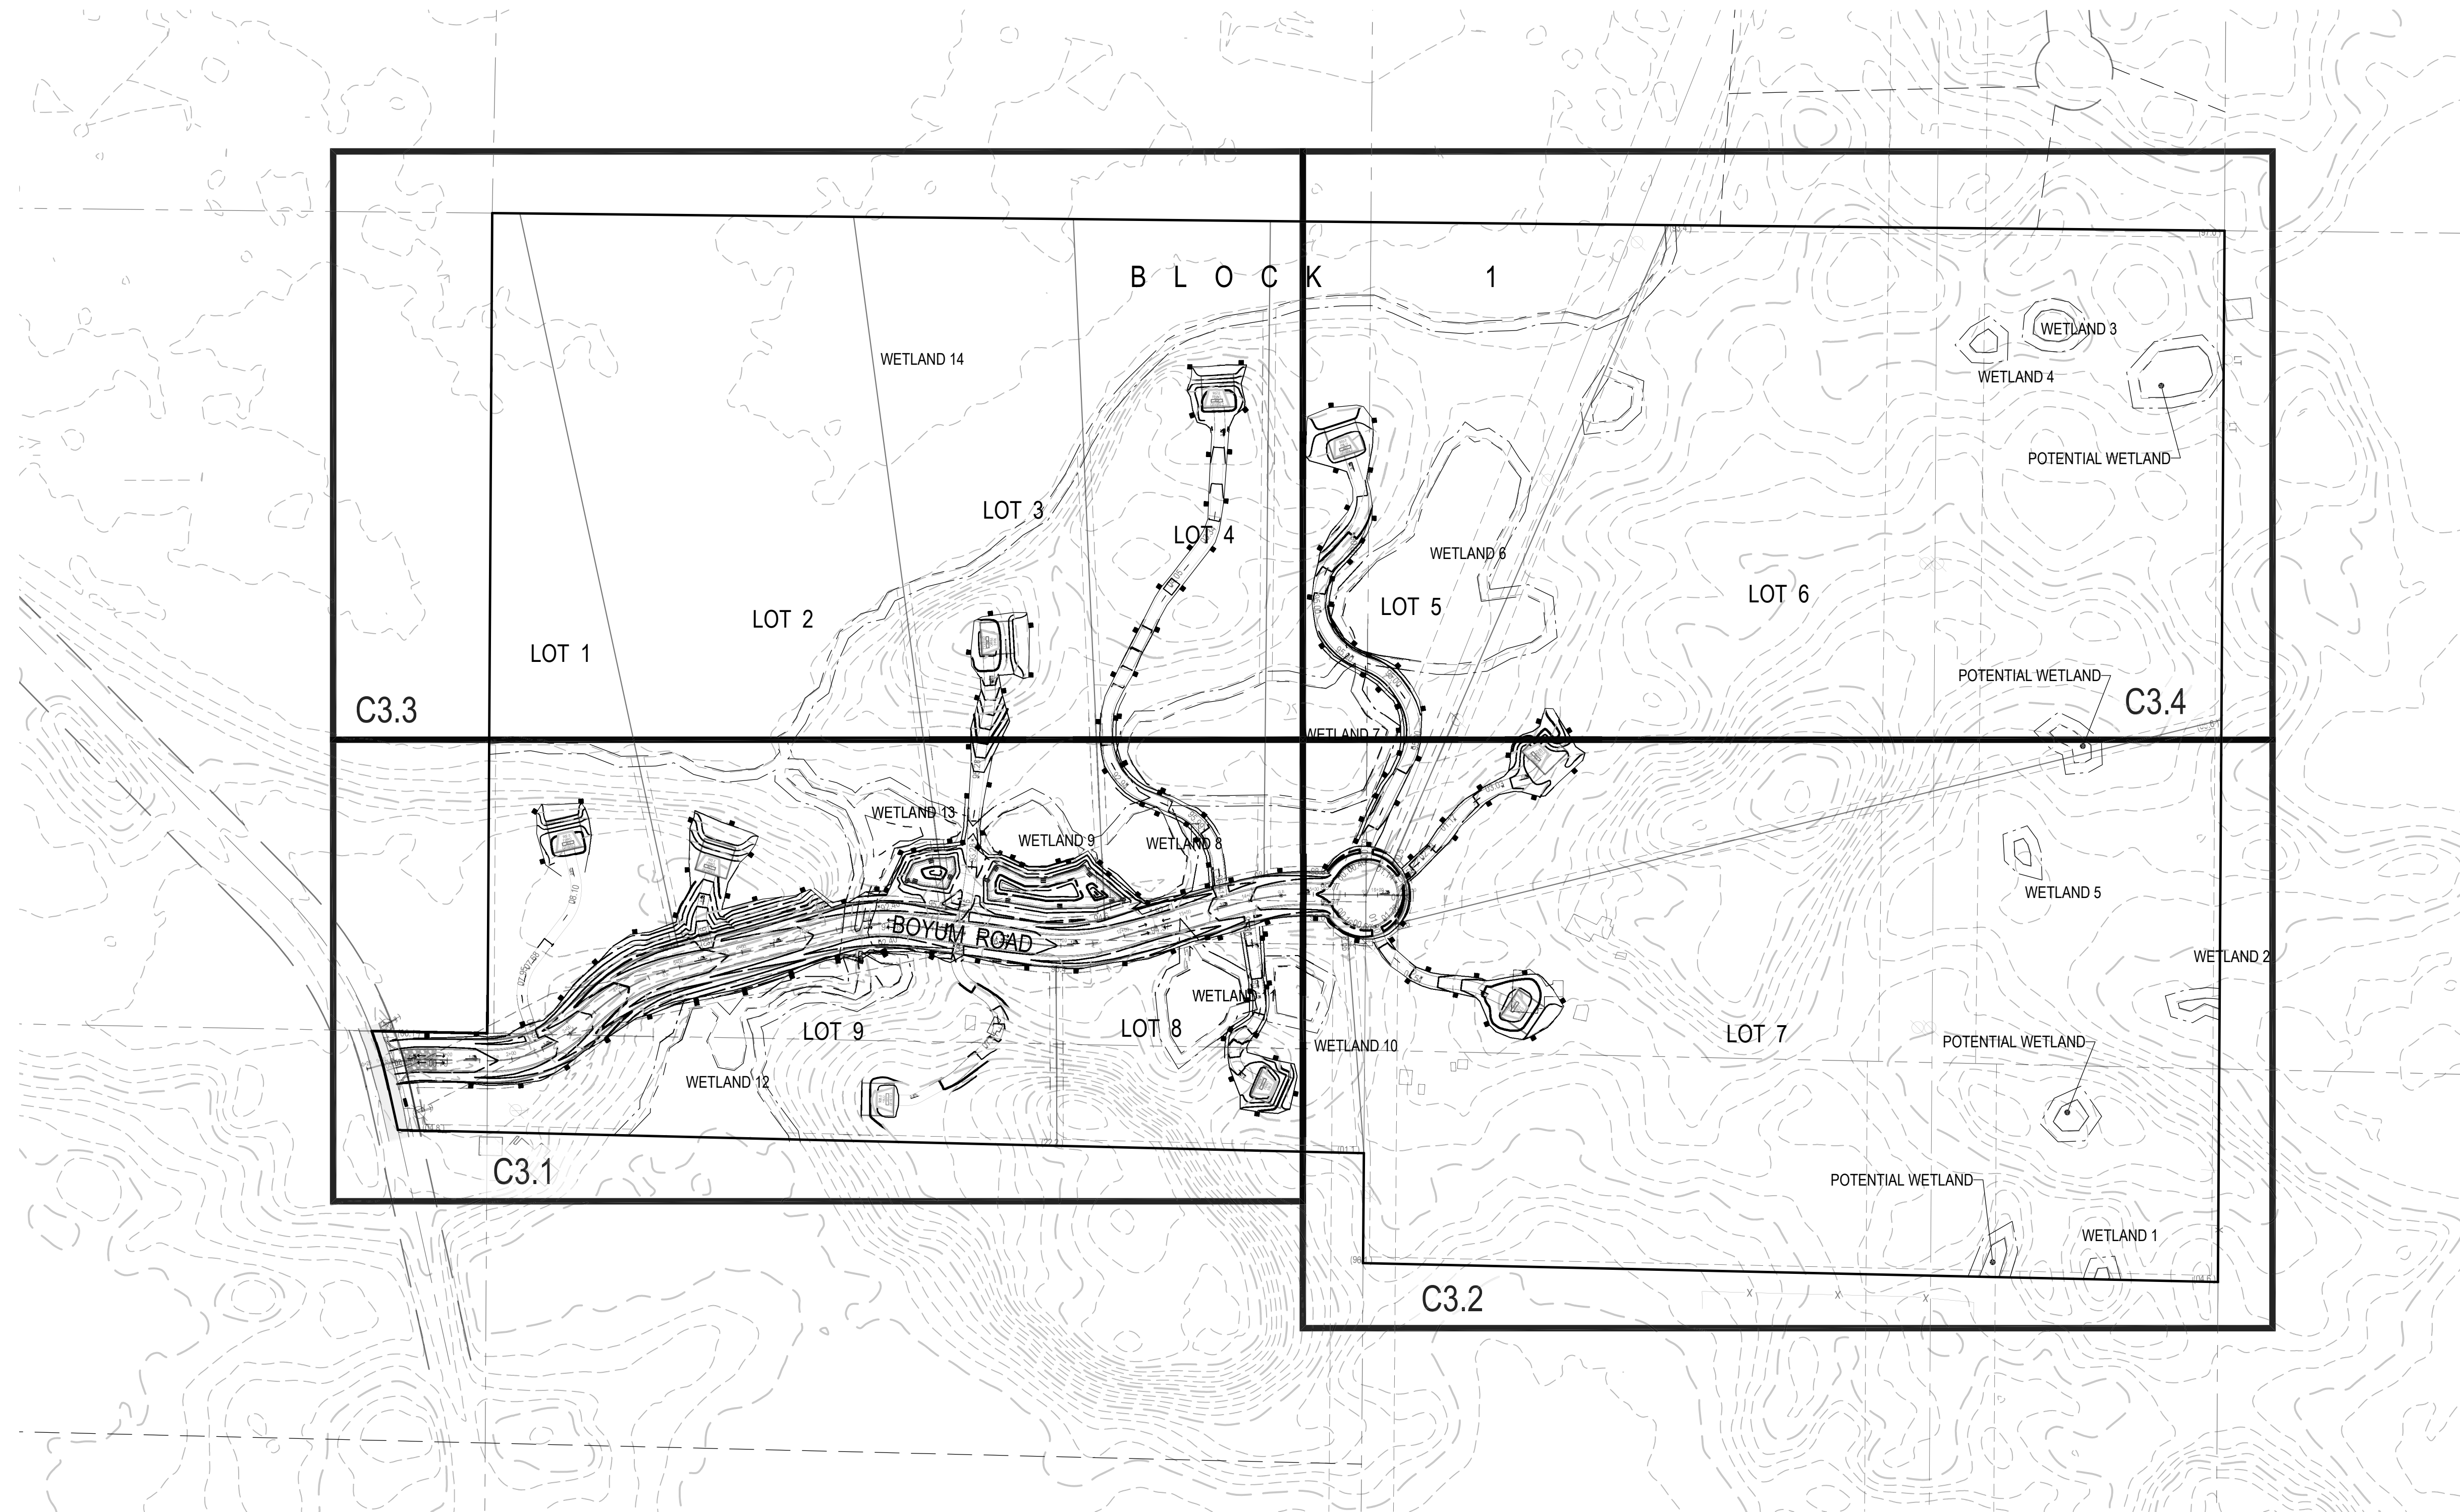 BLOCK 1
WETLAND 3
WETLAND 14
WETLAND 4
POTENTIAL WETLAND
LOT 3
LOT 4
WETLAND 6
LOT 6
LOT 5
LOT 2
LOT 1
POTENTIAL WETLAND
C3.3
C3.4
WETLAND 7
WETLAND 13
WETLAND 9
WETLAND 8
WETLAND 5
BOYUM ROAD
WETLAND 2
WETLAND 11
LOT 9
LOT 8
LOT 7
WETLAND 10
POTENTIAL WETLAND
WETLAND 12
C3.1
POTENTIAL WETLAND
WETLAND 1
C3.2